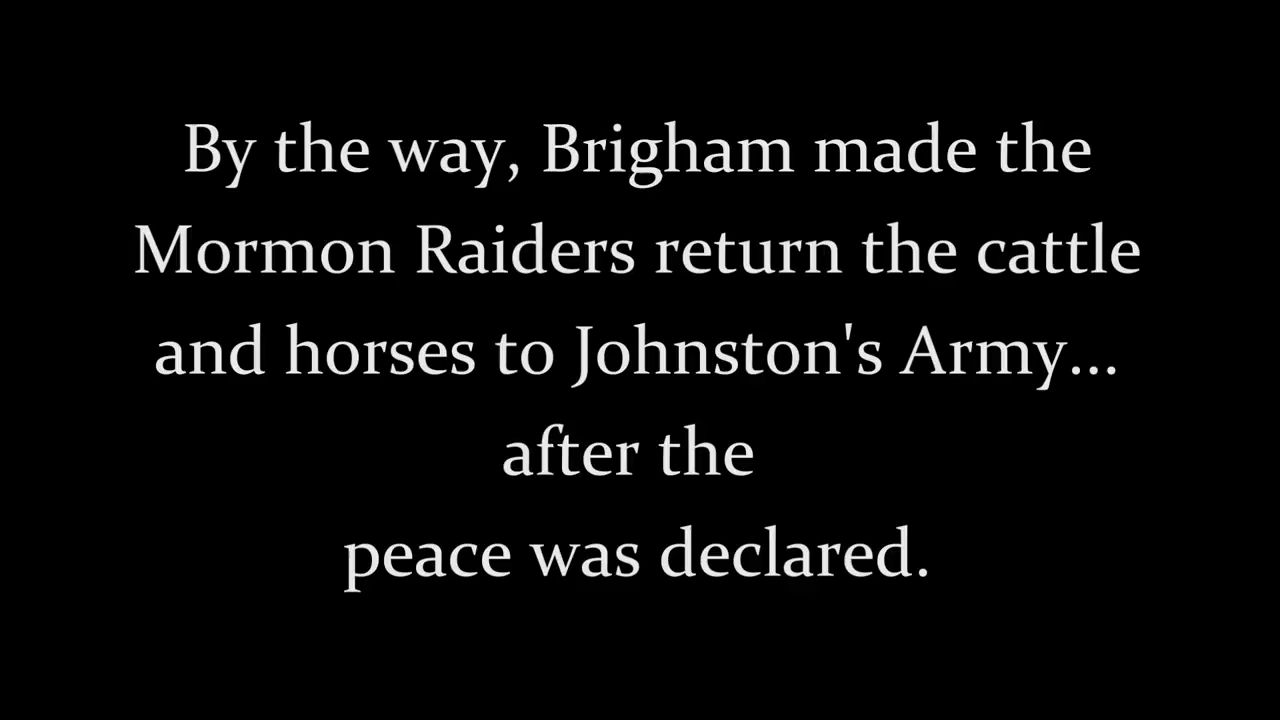 By the way, Brigham made the
Mormon Raiders return the cattle
and horses to Johnston's Army...
after the
peace was declared.